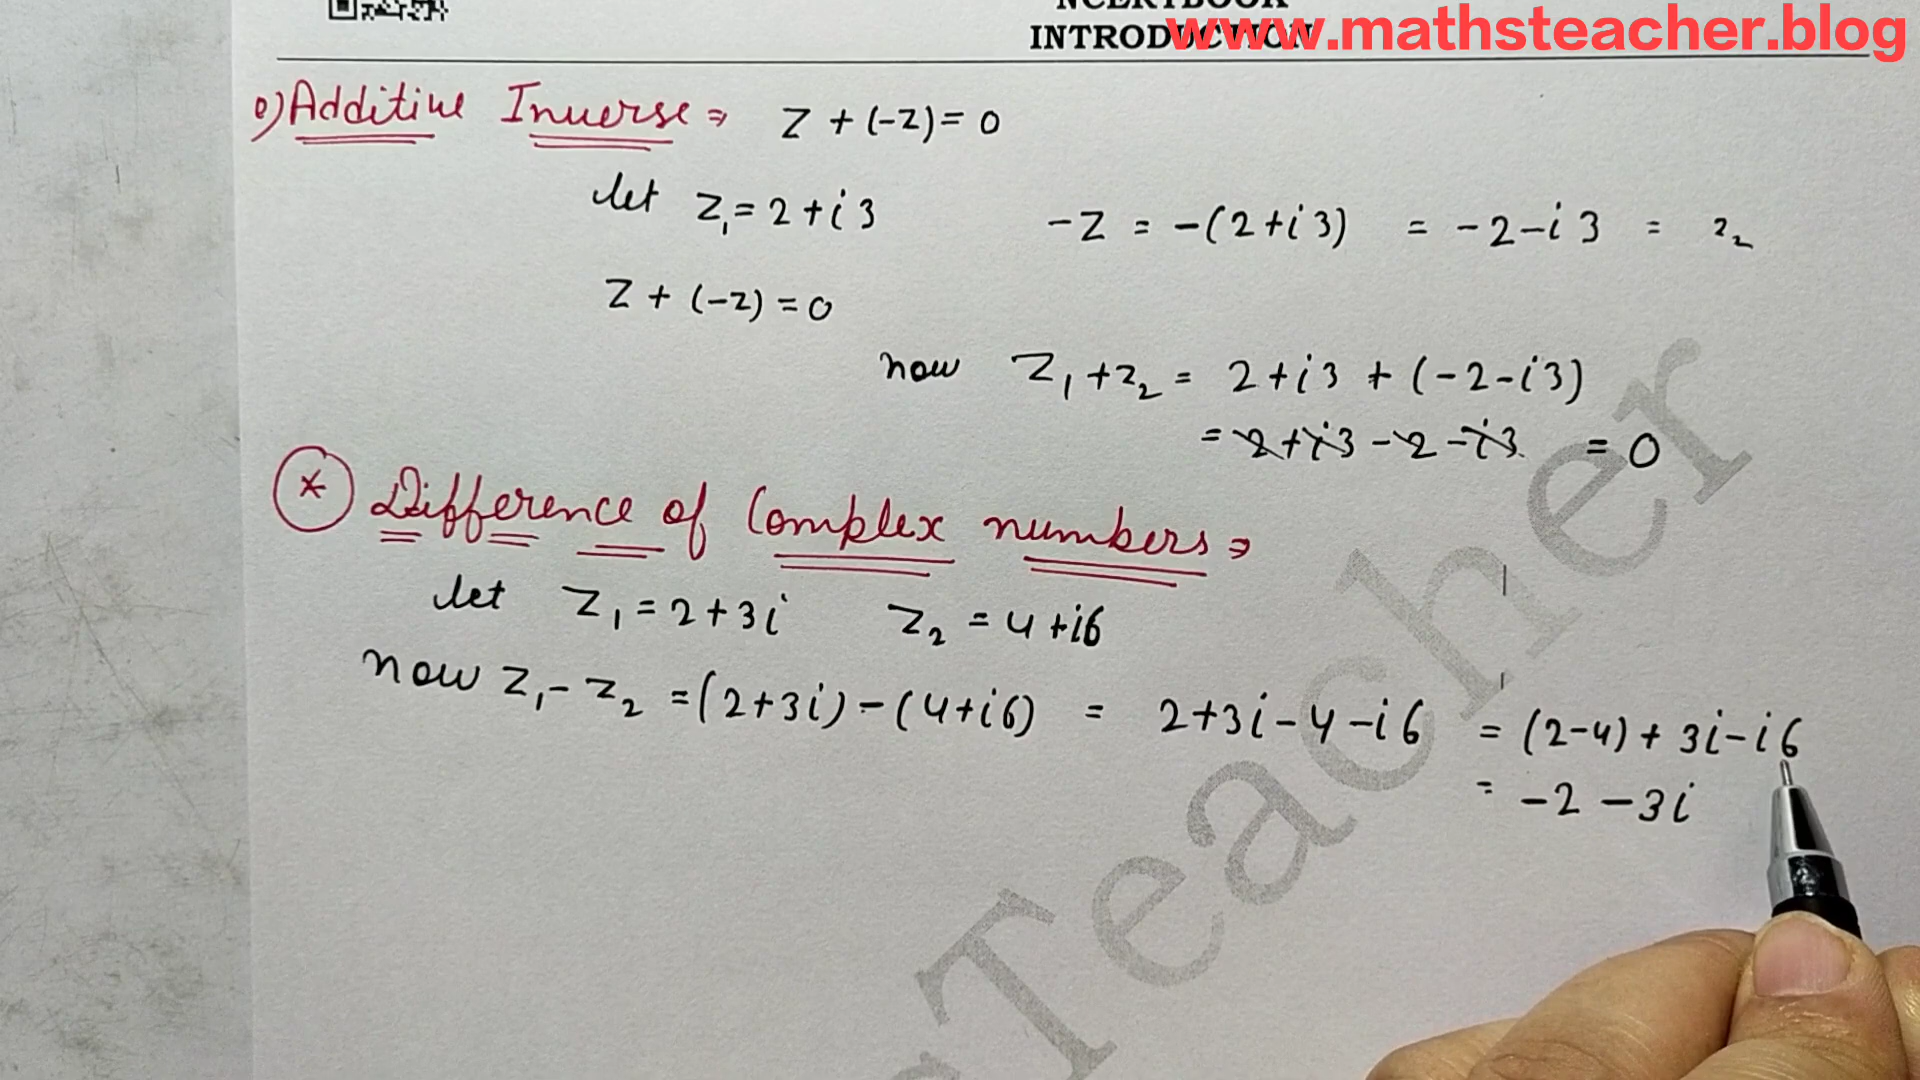 NCERTBOOK
INTRODUCTION
www.mathsteacher.blog
e) Additive Inverse ⇒ Z + (-Z) = 0
let Z₁ = 2 + i3 -Z = -(2+i3) = -2-i3 = z₂
Z + (-Z) = 0
now Z₁ + Z₂ = 2+i3 + (-2-i3)
= 2+i3 -2 -i3 = 0
* Difference of Complex numbers ⇒
let Z₁ = 2+3i Z₂ = 4+i6
now Z₁ - Z₂ = (2+3i) - (4+i6) = 2+3i-4-i6 = (2-4) + 3i-i6
= -2 -3i
Teacher